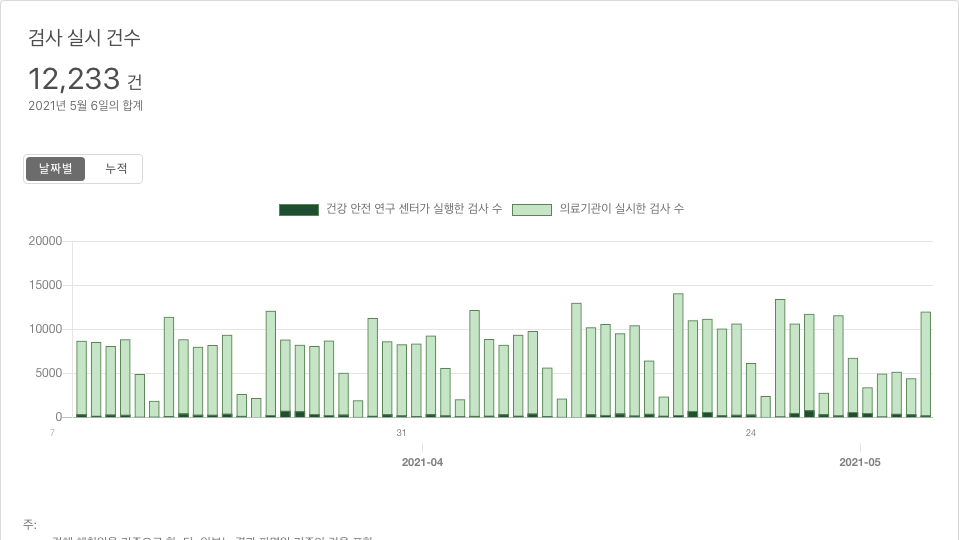 검사 실시 건수
12,233 건
2021년 5월 6일의 합계
날짜별 누적
건강 안전 연구 센터가 실행한 검사 수 의료기관이 실시한 검사 수
20000
15000
10000
5000
0
7 31 24
2021-04 2021-05
주: